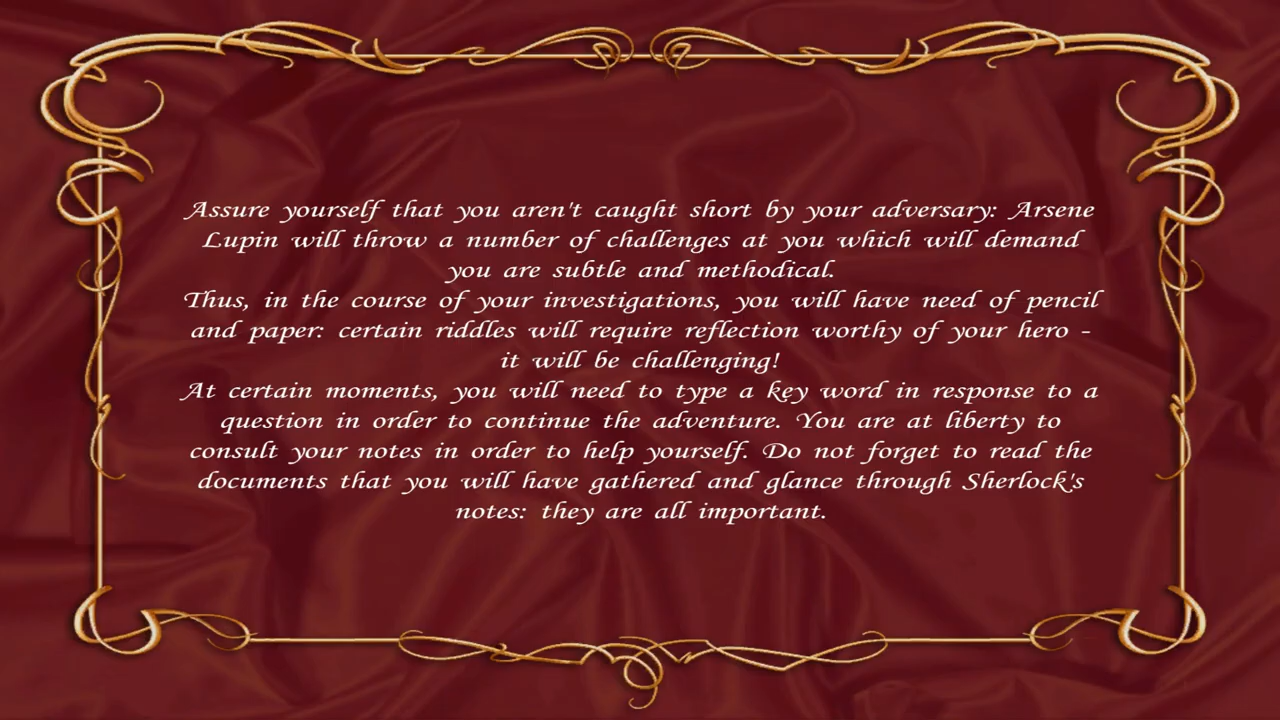 Assure yourself that you aren't caught short by your adversary: Arsene
Lupin will throw a number of challenges at you which will demand
you are subtle and methodical.
Thus, in the course of your investigations, you will have need of pencil
and paper: certain riddles will require reflection worthy of your hero -
it will be challenging!
At certain moments, you will need to type a key word in response to a
question in order to continue the adventure. You are at liberty to
consult your notes in order to help yourself. Do not forget to read the
documents that you will have gathered and glance through Sherlock's
notes: they are all important.